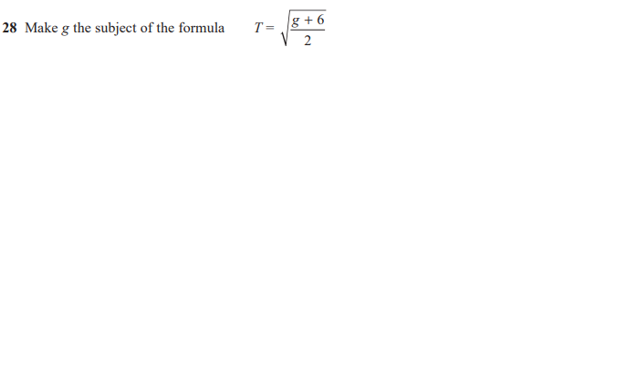 28 Make g the subject of the formula T = √((g + 6)/2)